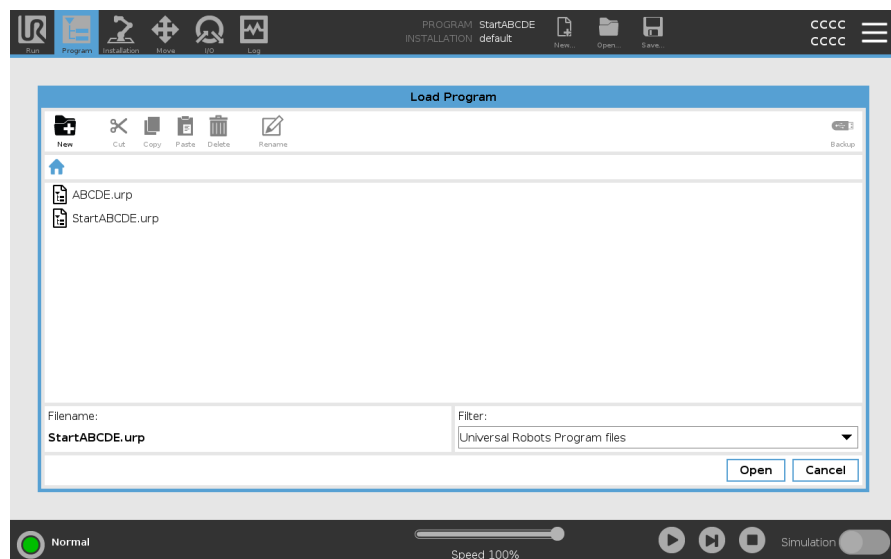 PROGRAM StartABCDE
INSTALLATION default
CCCC
CCCC
Run Program Installation Move I/O Log New... Open... Save...
Load Program
New Cut Copy Paste Delete Rename Backup
ABCDE.urp
StartABCDE.urp
Filename: Filter:
StartABCDE.urp Universal Robots Program files
Open Cancel
Normal Speed 100% Simulation